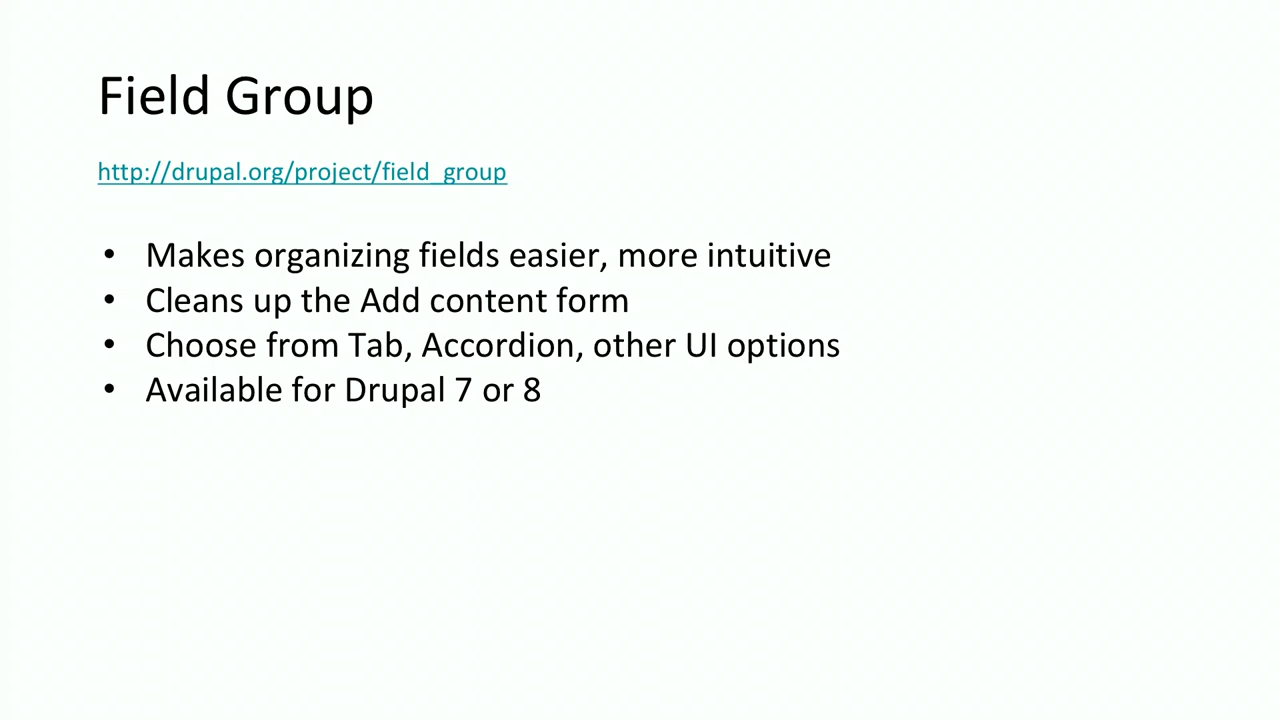 Field Group
http://drupal.org/project/field_group
• Makes organizing fields easier, more intuitive
• Cleans up the Add content form
• Choose from Tab, Accordion, other UI options
• Available for Drupal 7 or 8